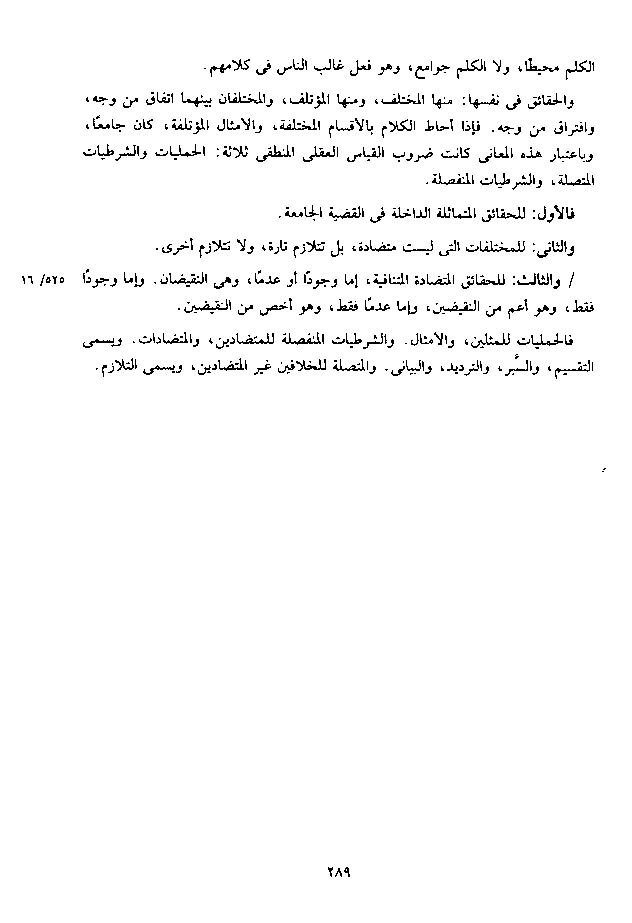 الكلم محيطًا، ولا الكلم جوامع، وهو فعل غالب الناس فى كلامهم.
والحقائق فى نفسها: منها المختلف، ومنها المؤتلف، والمختلفان بينهما اتفاق من وجه،
وافتراق من وجه. فإذا أحاط الكلام بالأقسام المختلفة، والأمثال المؤتلفة، كان جامعًا،
وباعتبار هذه المعانى كانت ضروب القياس العقلى المنطقى ثلاثة: الحمليات والشرطيات
المتصلة، والشرطيات المنفصلة.
فالأول: للحقائق المتماثلة الداخلة فى القضية الجامعة.
والثانى: للمختلفات التى ليست متضادة، بل تتلازم تارة، ولا تتلازم أخرى.
/ والثالث: للحقائق المتضادة المتنافية، إما وجودًا أو عدمًا، وهى النقيضان. وإما وجودًا ١٦ /٥٢٥
فقط، وهو أعم من النقيضين، وإما عدمًا فقط، وهو أخص من النقيضين.
فالحمليات للمثلين، والأمثال. والشرطيات المنفصلة للمتضادين، والمتضادات. ويسمى
التقسيم، والسَّبر، والترديد، والبيانى. والمتصلة للخلافين غير المتضادين، ويسمى التلازم.
٢٨٩